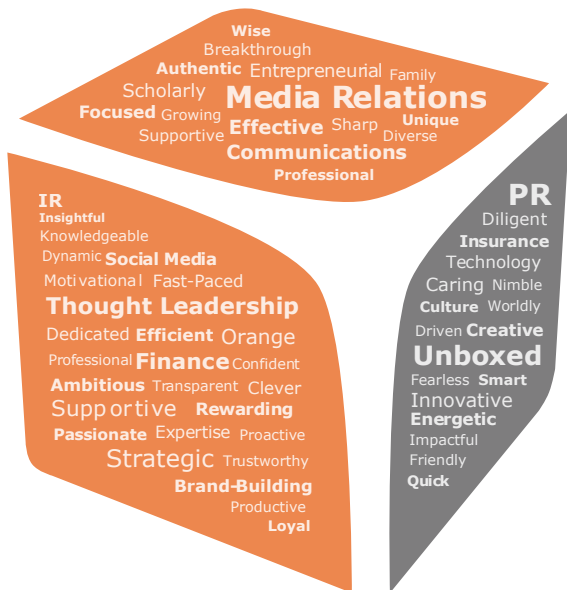 Wise
Breakthrough
Authentic Entrepreneurial Family
Scholarly Media Relations
Focused Growing Effective Sharp Unique
Supportive Diverse
Communications
Professional
IR
Insightful
Knowledgeable
Dynamic Social Media
Motivational Fast-Paced
Thought Leadership
Dedicated Efficient Orange
Professional Finance Confident
Ambitious Transparent Clever
Supportive Rewarding
Passionate Expertise Proactive
Strategic Trustworthy
Brand-Building
Productive
Loyal
PR
Diligent
Insurance
Technology
Caring Nimble
Culture Worldly
Driven Creative
Unboxed
Fearless Smart
Innovative
Energetic
Impactful
Friendly
Quick